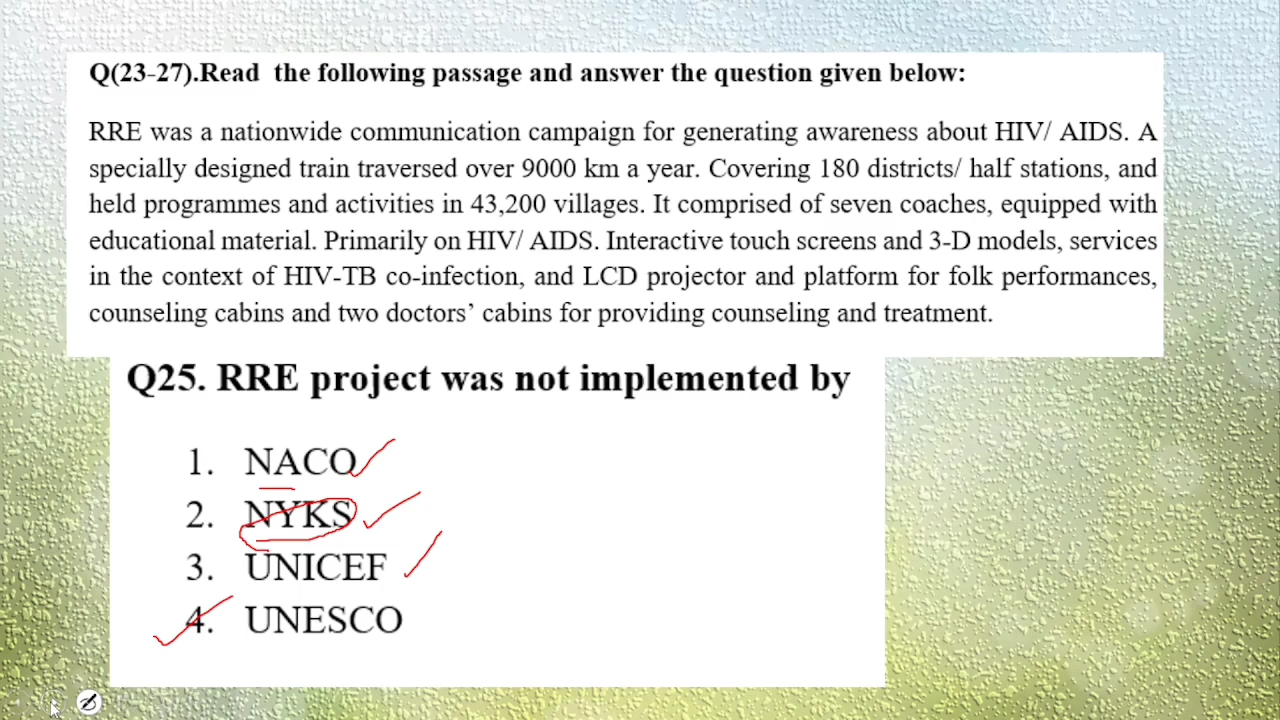 Q(23-27).Read the following passage and answer the question given below:
RRE was a nationwide communication campaign for generating awareness about HIV/ AIDS. A
specially designed train traversed over 9000 km a year. Covering 180 districts/ half stations, and
held programmes and activities in 43,200 villages. It comprised of seven coaches, equipped with
educational material. Primarily on HIV/ AIDS. Interactive touch screens and 3-D models, services
in the context of HIV-TB co-infection, and LCD projector and platform for folk performances,
counseling cabins and two doctors’ cabins for providing counseling and treatment.
Q25. RRE project was not implemented by
1. NACO
2. NYKS
3. UNICEF
4. UNESCO